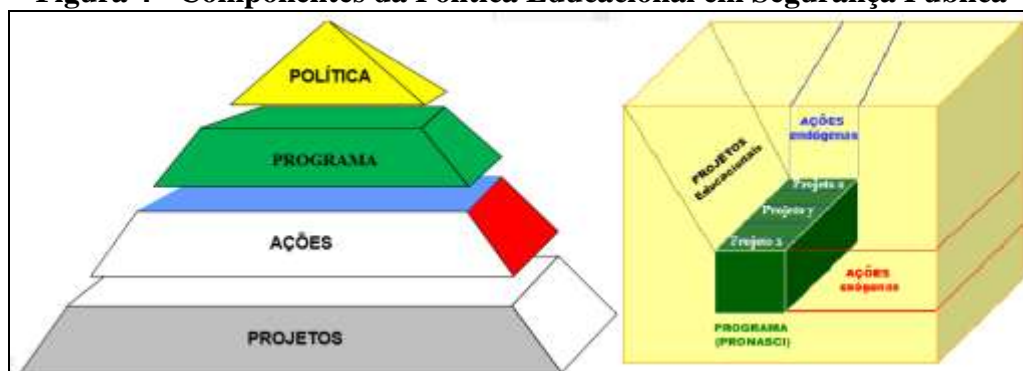 Figura 4 - Componentes da Política Educacional em Segurança Pública
POLÍTICA
PROGRAMA
AÇÕES
PROJETOS
AÇÕES
endógenas
PROJETOS
Educacionais
Projeto
Projeto y
Projeto
AÇÕES
exógenas
PROGRAMA
(PRONASCI)